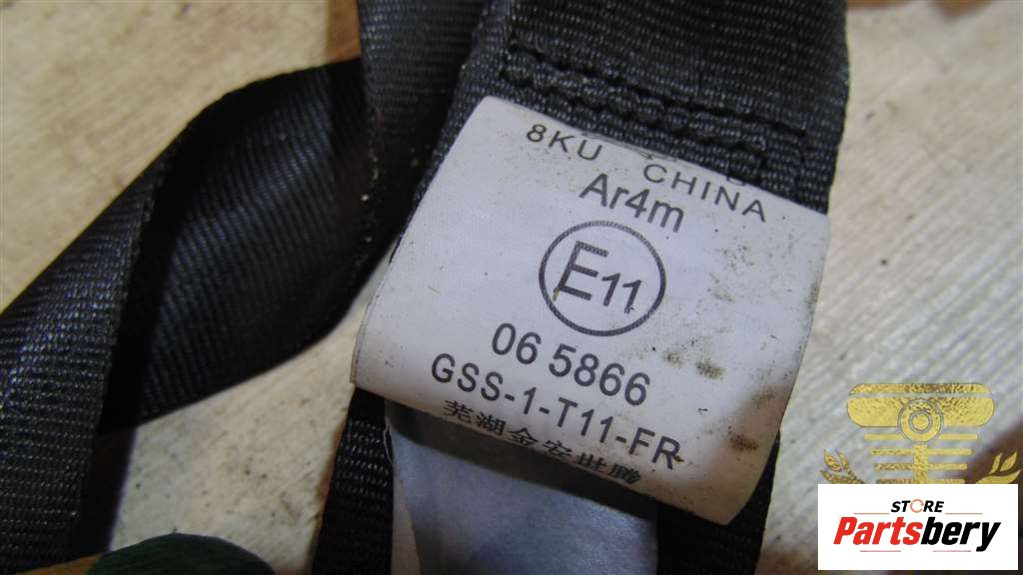 8KU CHINA
Ar4m
E11
06 5866
GSS-1-T11-FR
芜湖金安世腾
STORE
Partsbery